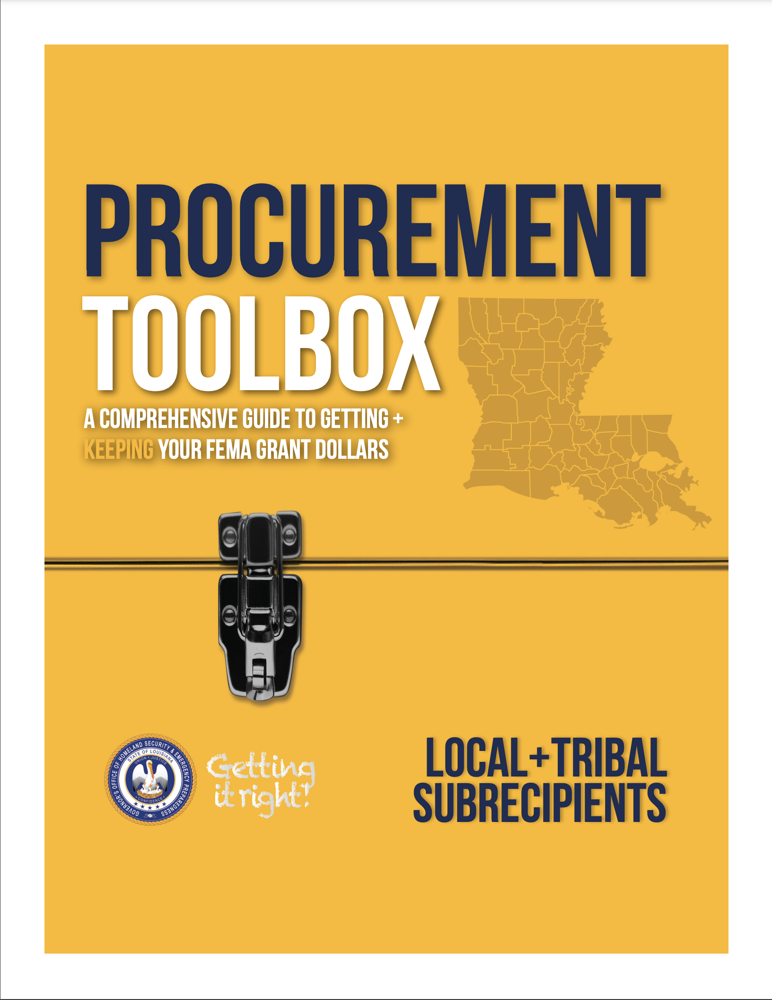 PROCUREMENT
TOOLBOX
A COMPREHENSIVE GUIDE TO GETTING +
KEEPING YOUR FEMA GRANT DOLLARS
GOVERNOR'S OFFICE OF HOMELAND SECURITY & EMERGENCY PREPAREDNESS
STATE OF LOUISIANA
UNION • JUSTICE
• CONFIDENCE •
Getting
it right!
LOCAL+TRIBAL
SUBRECIPIENTS